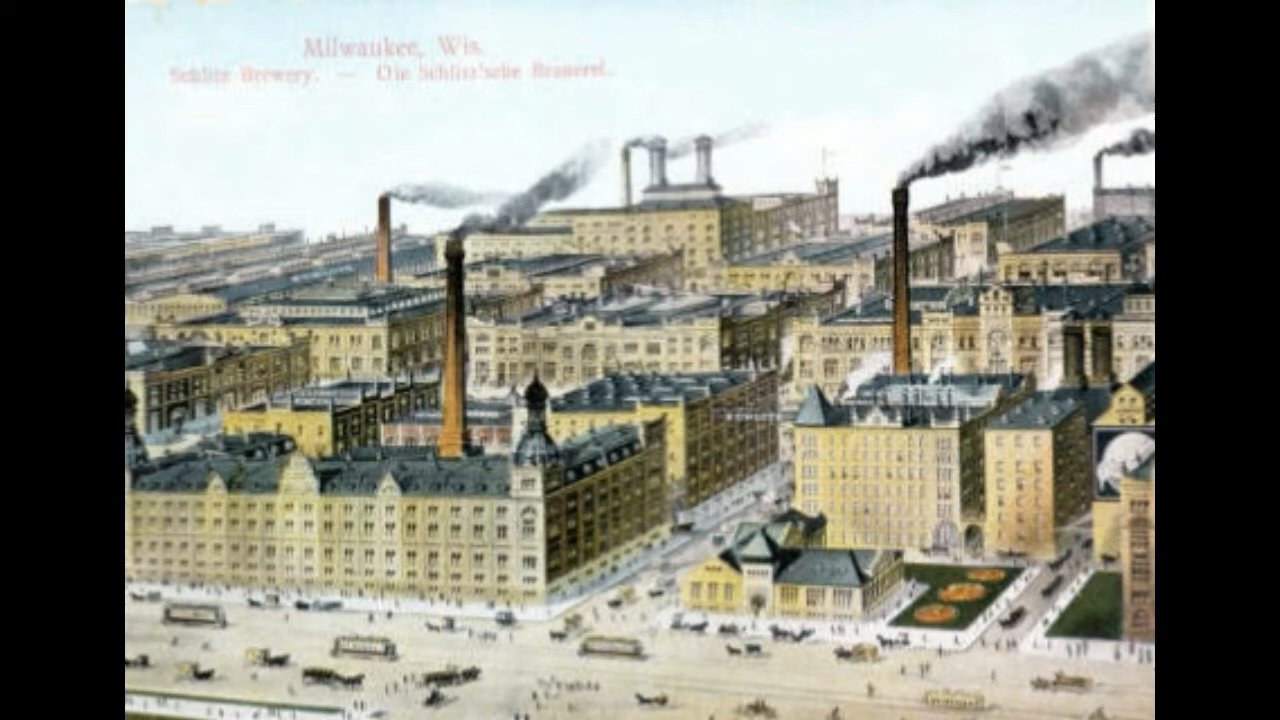 Milwaukee, Wis.
Schlitz Brewery. — Die Schlitz'sche Brauerei.